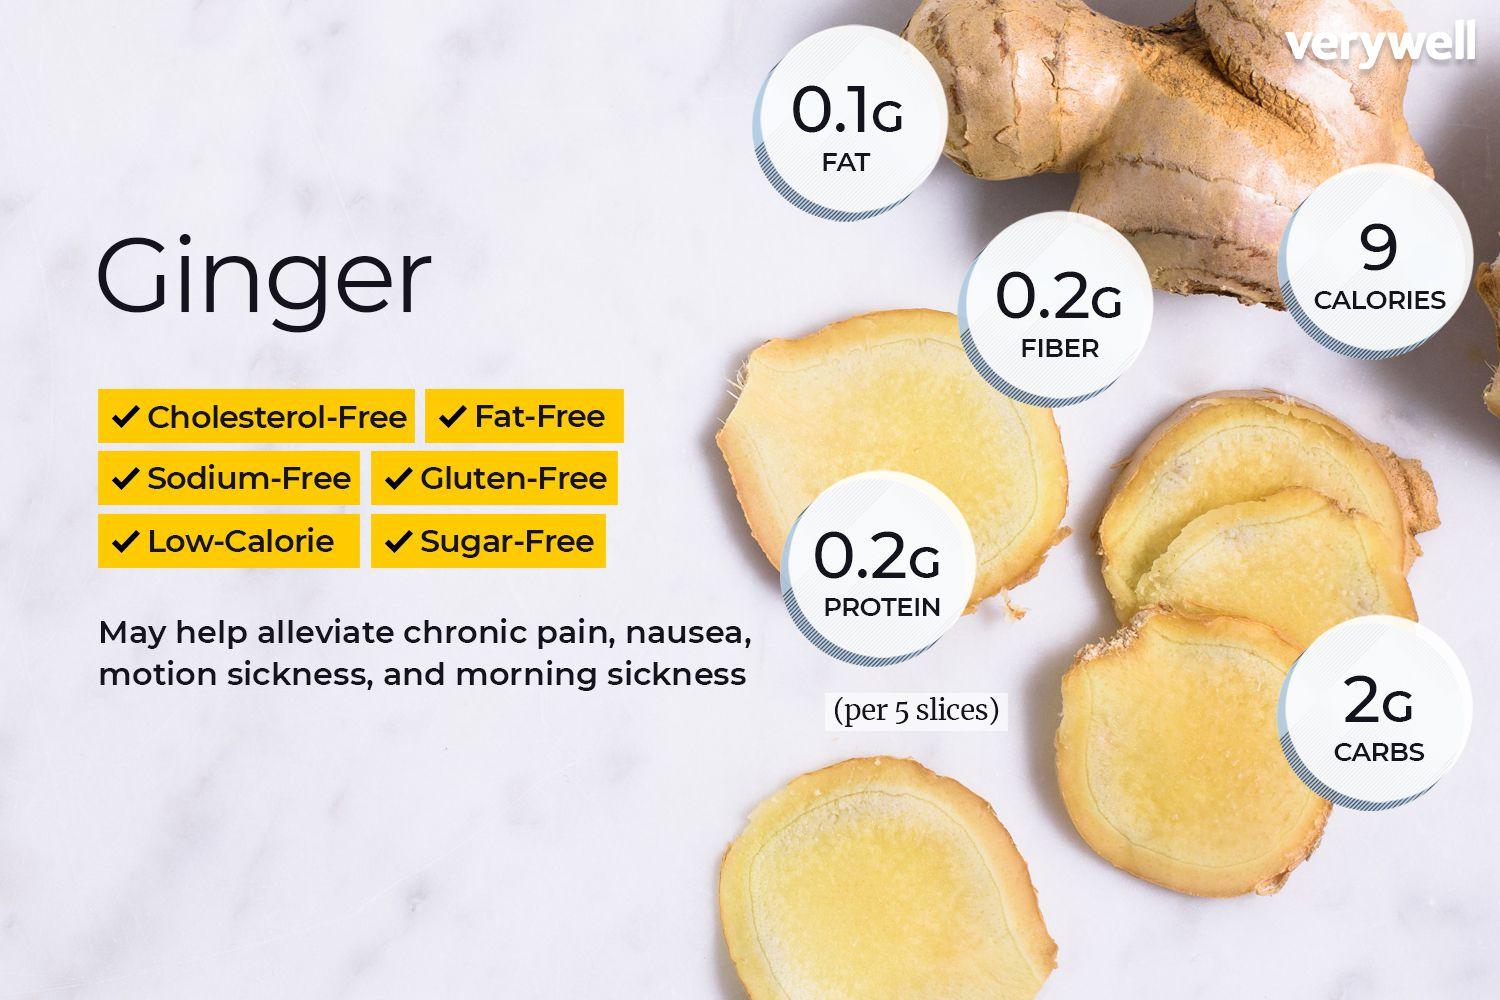 verywell
0.1G
FAT
9
CALORIES
0.2G
FIBER
Ginger
✓ Cholesterol-Free ✓ Fat-Free
✓ Sodium-Free ✓ Gluten-Free
✓ Low-Calorie ✓ Sugar-Free
May help alleviate chronic pain, nausea,
motion sickness, and morning sickness
0.2G
PROTEIN
(per 5 slices)
2G
CARBS